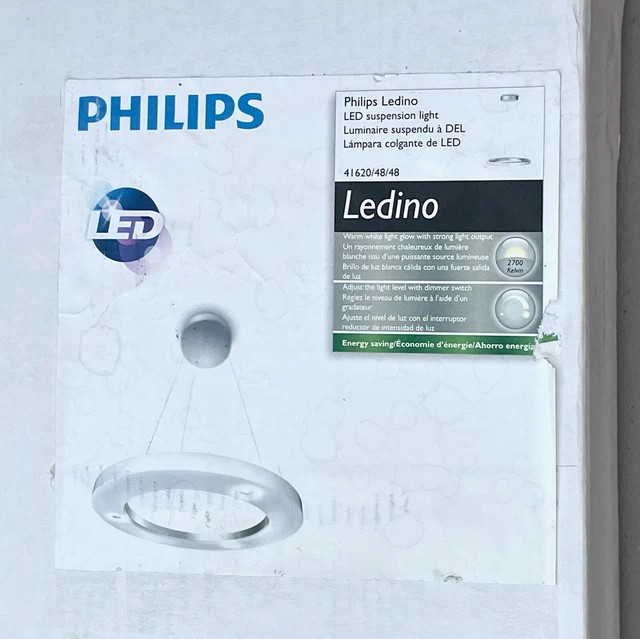 PHILIPS
LED
Philips Ledino
LED suspension light
Luminaire suspendu à DEL
Lámpara colgante de LED
41620/48/48
Ledino
Warm white light glow with strong light output
Un rayonnement chaleureux de lumière
blanche issu d'une puissante source lumineuse
Brillo de luz blanca cálida con una fuerte salida
de luz
2700
Kelvin
Adjust the light level with dimmer switch
Réglez le niveau de lumière à l'aide d'un
gradateur
Ajuste el nivel de luz con el interruptor
reductor de intensidad de luz
Energy saving/Économie d'énergie/Ahorro energía